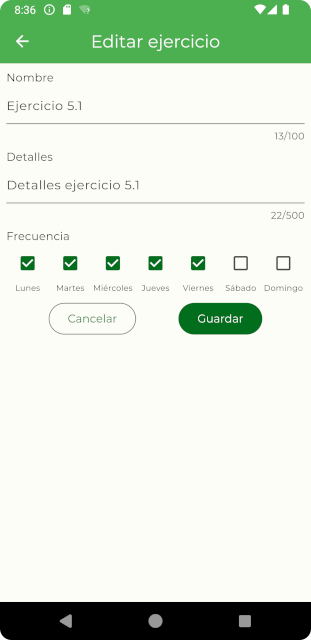 8:36
Editar ejercicio
Nombre
Ejercicio 5.1
13/100
Detalles
Detalles ejercicio 5.1
22/500
Frecuencia
Lunes Martes Miércoles Jueves Viernes Sábado Domingo
Cancelar Guardar